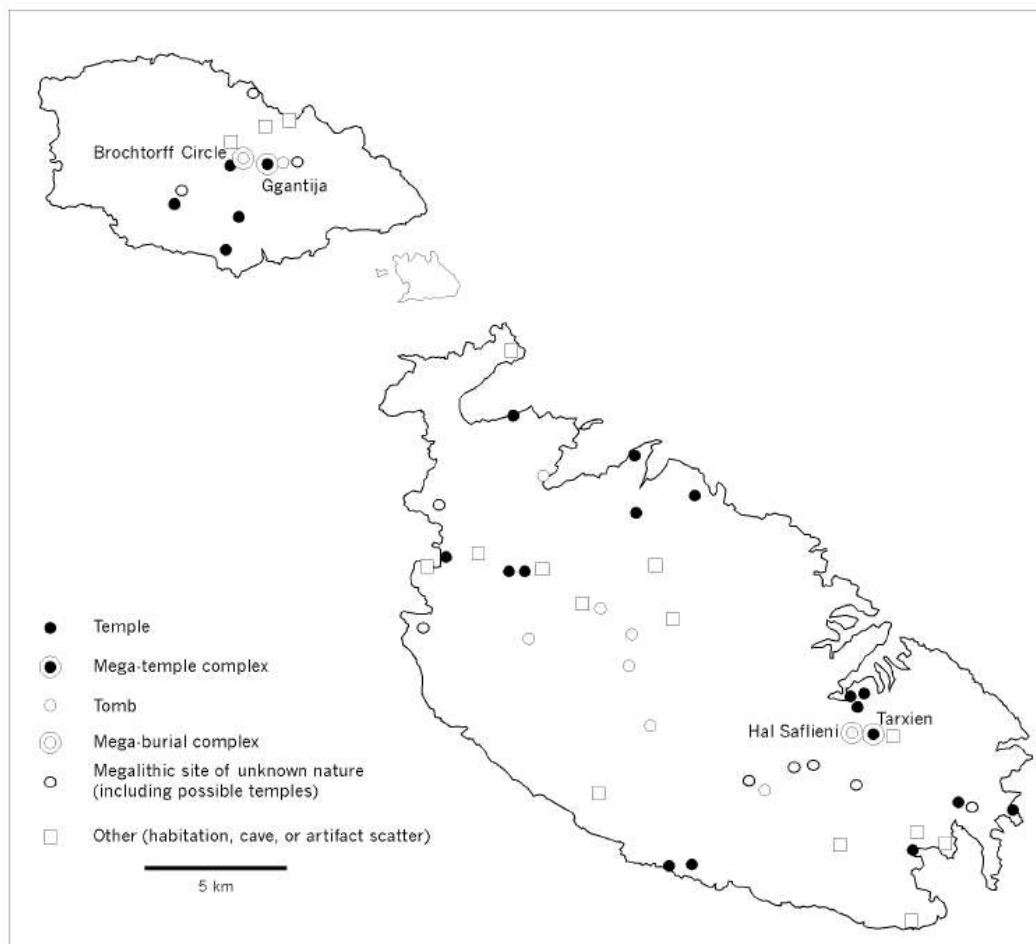 Brochtorff Circle
Ggantija
Temple
Mega-temple complex
Tomb
Mega-burial complex
Megalithic site of unknown nature
(including possible temples)
Other (habitation, cave, or artifact scatter)
5 km
Tarxien
Hal Saflieni